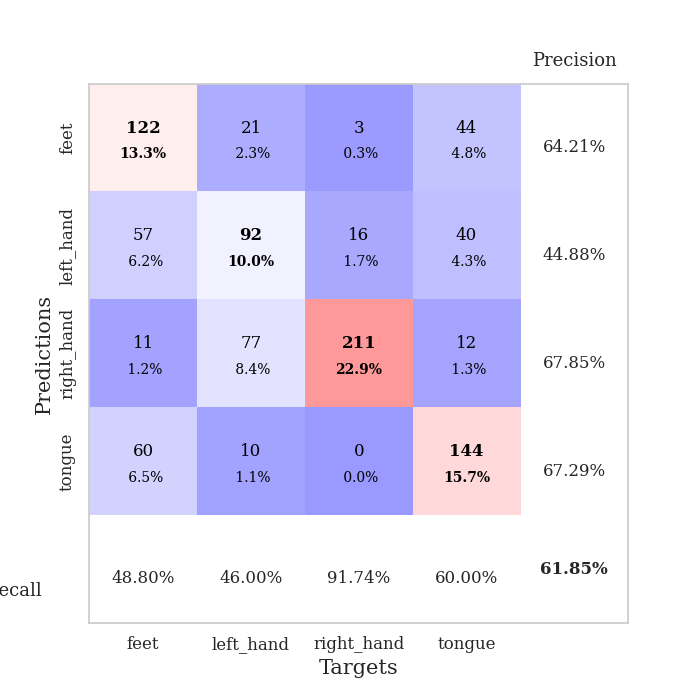 Precision
feet 122 21 3 44 64.21%
13.3% 2.3% 0.3% 4.8%
left_hand 57 92 16 40 44.88%
6.2% 10.0% 1.7% 4.3%
Predictions
right_hand 11 77 211 12 67.85%
1.2% 8.4% 22.9% 1.3%
tongue 60 10 0 144 67.29%
6.5% 1.1% 0.0% 15.7%
ecall 48.80% 46.00% 91.74% 60.00% 61.85%
feet left_hand right_hand tongue
Targets